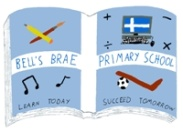 BELL'S BRAE
PRIMARY SCHOOL
LEARN TODAY
SUCCEED TOMORROW